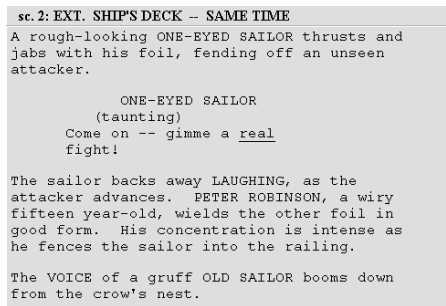 sc. 2: EXT. SHIP'S DECK -- SAME TIME
A rough-looking ONE-EYED SAILOR thrusts and
jabs with his foil, fending off an unseen
attacker.
ONE-EYED SAILOR
(taunting)
Come on -- gimme a real
fight!
The sailor backs away LAUGHING, as the
attacker advances. PETER ROBINSON, a wiry
fifteen year-old, wields the other foil in
good form. His concentration is intense as
he fences the sailor into the railing.
The VOICE of a gruff OLD SAILOR booms down
from the crow's nest.